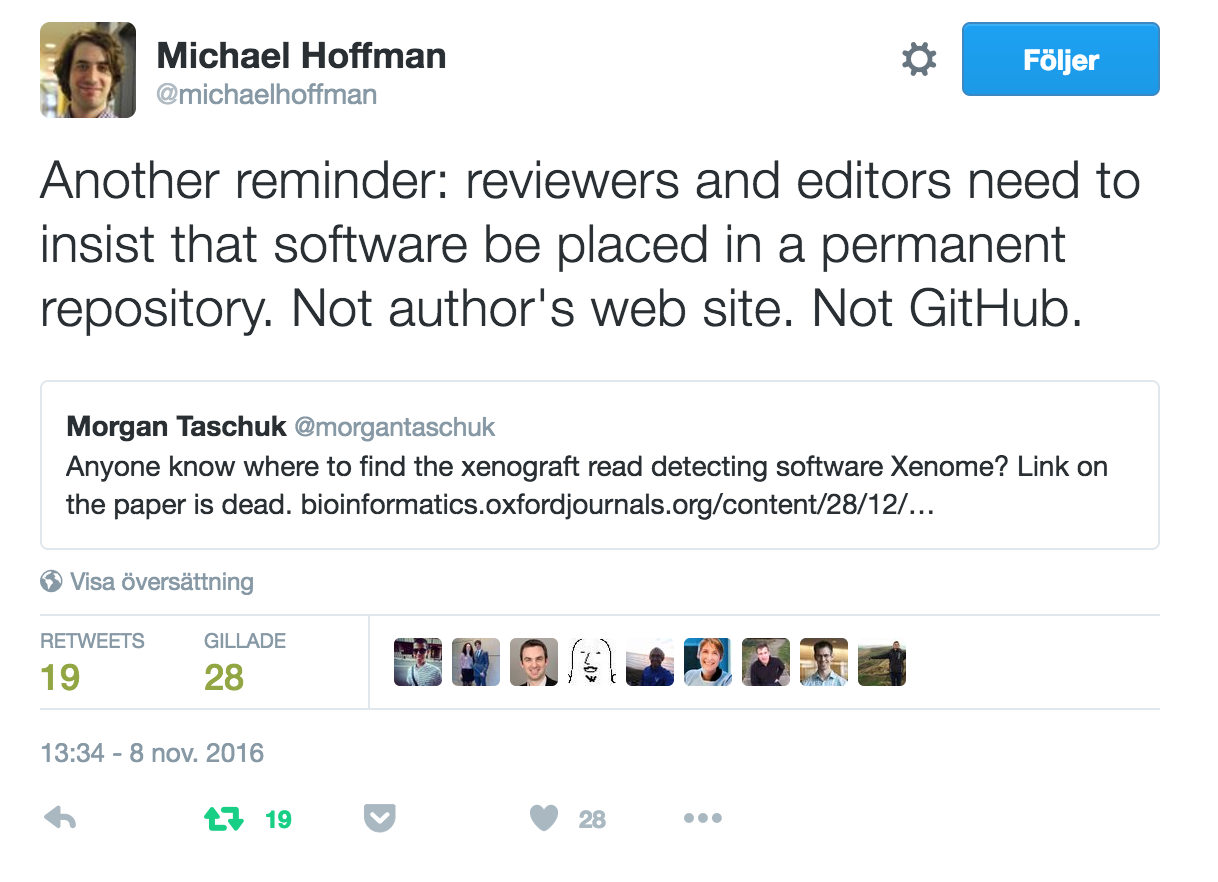 Michael Hoffman
@michaelhoffman
Följer
Another reminder: reviewers and editors need to
insist that software be placed in a permanent
repository. Not author's web site. Not GitHub.
Morgan Taschuk @morgantaschuk
Anyone know where to find the xenograft read detecting software Xenome? Link on
the paper is dead. bioinformatics.oxfordjournals.org/content/28/12/…
Visa översättning
RETWEETS GILLADE
19 28
13:34 - 8 nov. 2016
19 28